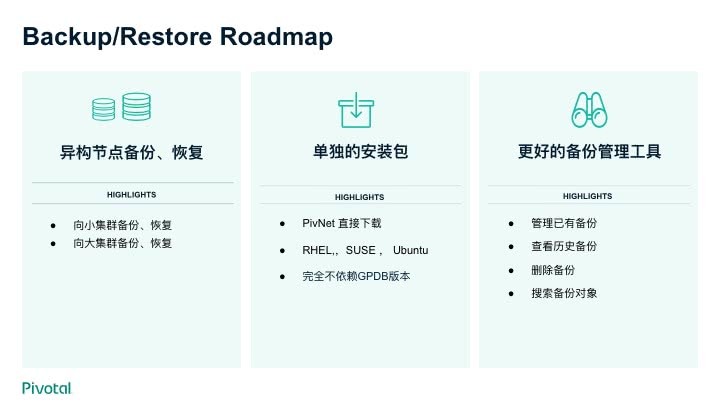 Backup/Restore Roadmap
异构节点备份、恢复
HIGHLIGHTS
● 向小集群备份、恢复
● 向大集群备份、恢复
单独的安装包
HIGHLIGHTS
● PivNet 直接下载
● RHEL,，SUSE， Ubuntu
● 完全不依赖GPDB版本
更好的备份管理工具
HIGHLIGHTS
● 管理已有备份
● 查看历史备份
● 删除备份
● 搜索备份对象
Pivotal